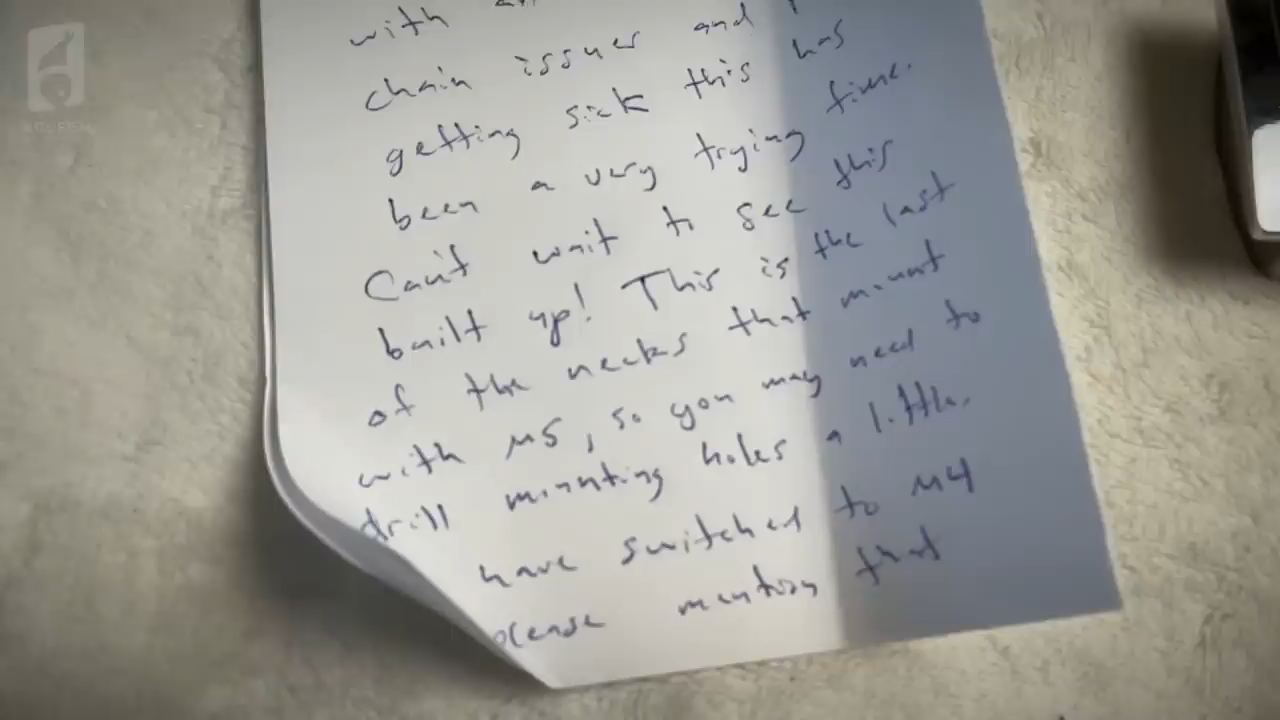 with an
chain issues and
getting sick this has
been a very trying time.
Can't wait to see this
built up! This is the last
of the necks that mount
with M5, so you may need to
drill mounting holes a little.
have switched to M4
please mention that